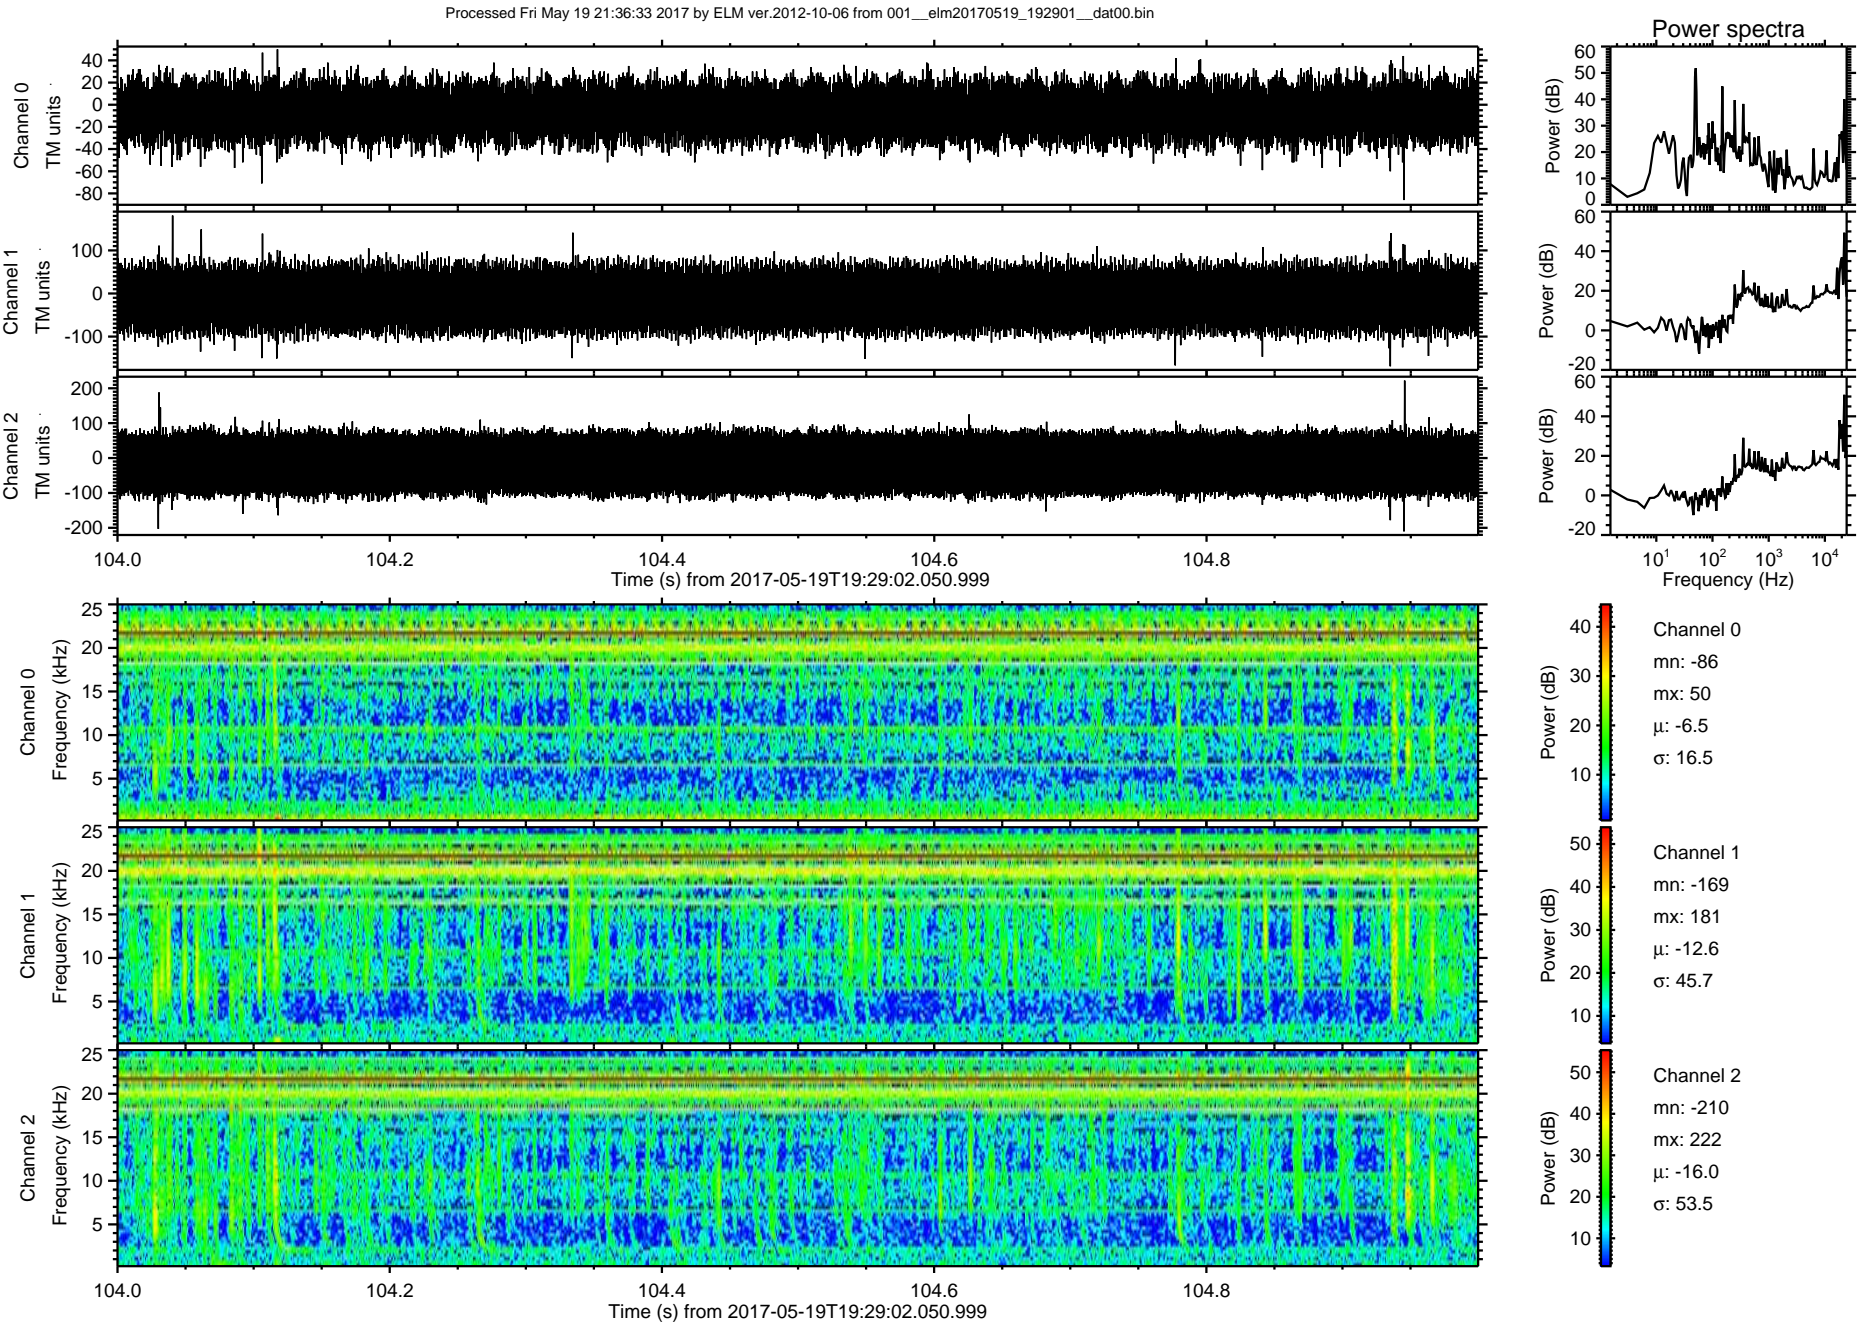 Processed Fri May 19 21:36:33 2017 by ELM ver.2012-10-06 from 001__elm20170519_192901__dat00.bin
Power spectra
Channel 0
TM units
40
20
0
-20
-40
-60
-80
Power (dB)
60
50
40
30
20
10
0
Channel 1
TM units
100
0
-100
Power (dB)
60
40
20
0
-20
Channel 2
TM units
200
100
0
-100
-200
Power (dB)
60
40
20
0
-20
104.0 104.2 104.4 104.6 104.8
Time (s) from 2017-05-19T19:29:02.050.999
10^1 10^2 10^3 10^4
Frequency (Hz)
Channel 0
Frequency (kHz)
25
20
15
10
5
Power (dB)
40
30
20
10
Channel 0
mn: -86
mx: 50
μ: -6.5
σ: 16.5
Channel 1
Frequency (kHz)
25
20
15
10
5
Power (dB)
50
40
30
20
10
Channel 1
mn: -169
mx: 181
μ: -12.6
σ: 45.7
Channel 2
Frequency (kHz)
25
20
15
10
5
Power (dB)
50
40
30
20
10
Channel 2
mn: -210
mx: 222
μ: -16.0
σ: 53.5
104.0 104.2 104.4 104.6 104.8
Time (s) from 2017-05-19T19:29:02.050.999